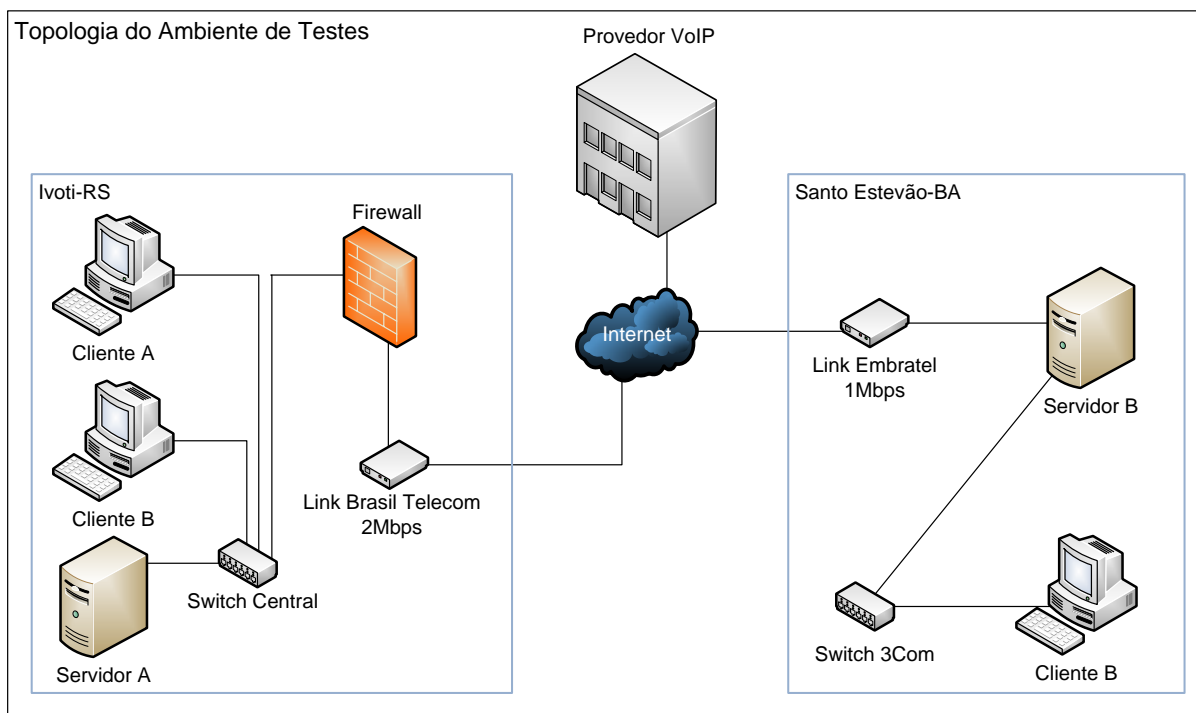 Topologia do Ambiente de Testes
Provedor VoIP
Ivoti-RS
Firewall
Cliente A
Cliente B
Link Brasil Telecom
2Mbps
Switch Central
Servidor A
Internet
Santo Estevão-BA
Link Embratel
1Mbps
Servidor B
Switch 3Com
Cliente B